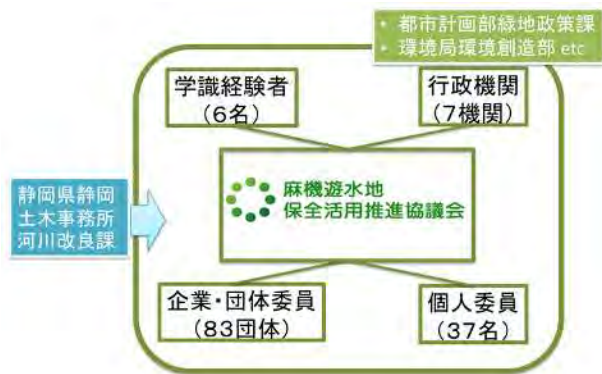 • 都市計画部緑地政策課
• 環境局環境創造部 etc
学識経験者
(6名)
行政機関
(7機関)
静岡県静岡
土木事務所
河川改良課
麻機遊水地
保全活用推進協議会
企業・団体委員
(83団体)
個人委員
(37名)